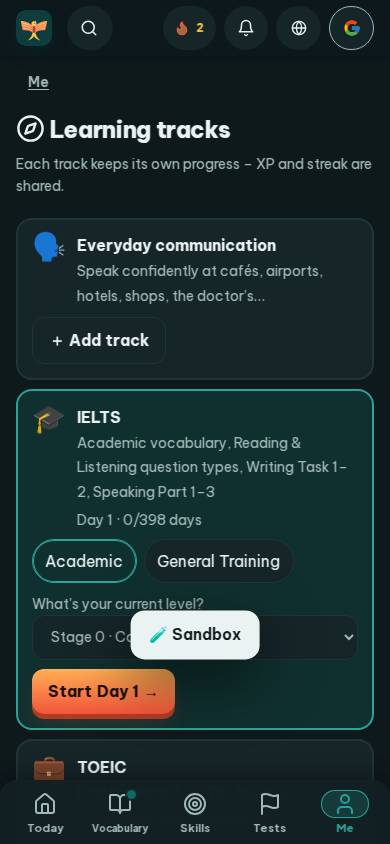 2
Me
Learning tracks
Each track keeps its own progress – XP and streak are
shared.
Everyday communication
Speak confidently at cafés, airports,
hotels, shops, the doctor's…
+ Add track
IELTS
Academic vocabulary, Reading &
Listening question types, Writing Task 1–
2, Speaking Part 1–3
Day 1 · 0/398 days
Academic
General Training
What's your current level?
Stage 0 ·
Sandbox
Start Day 1 →
TOEIC
Today
Vocabulary
Skills
Tests
Me